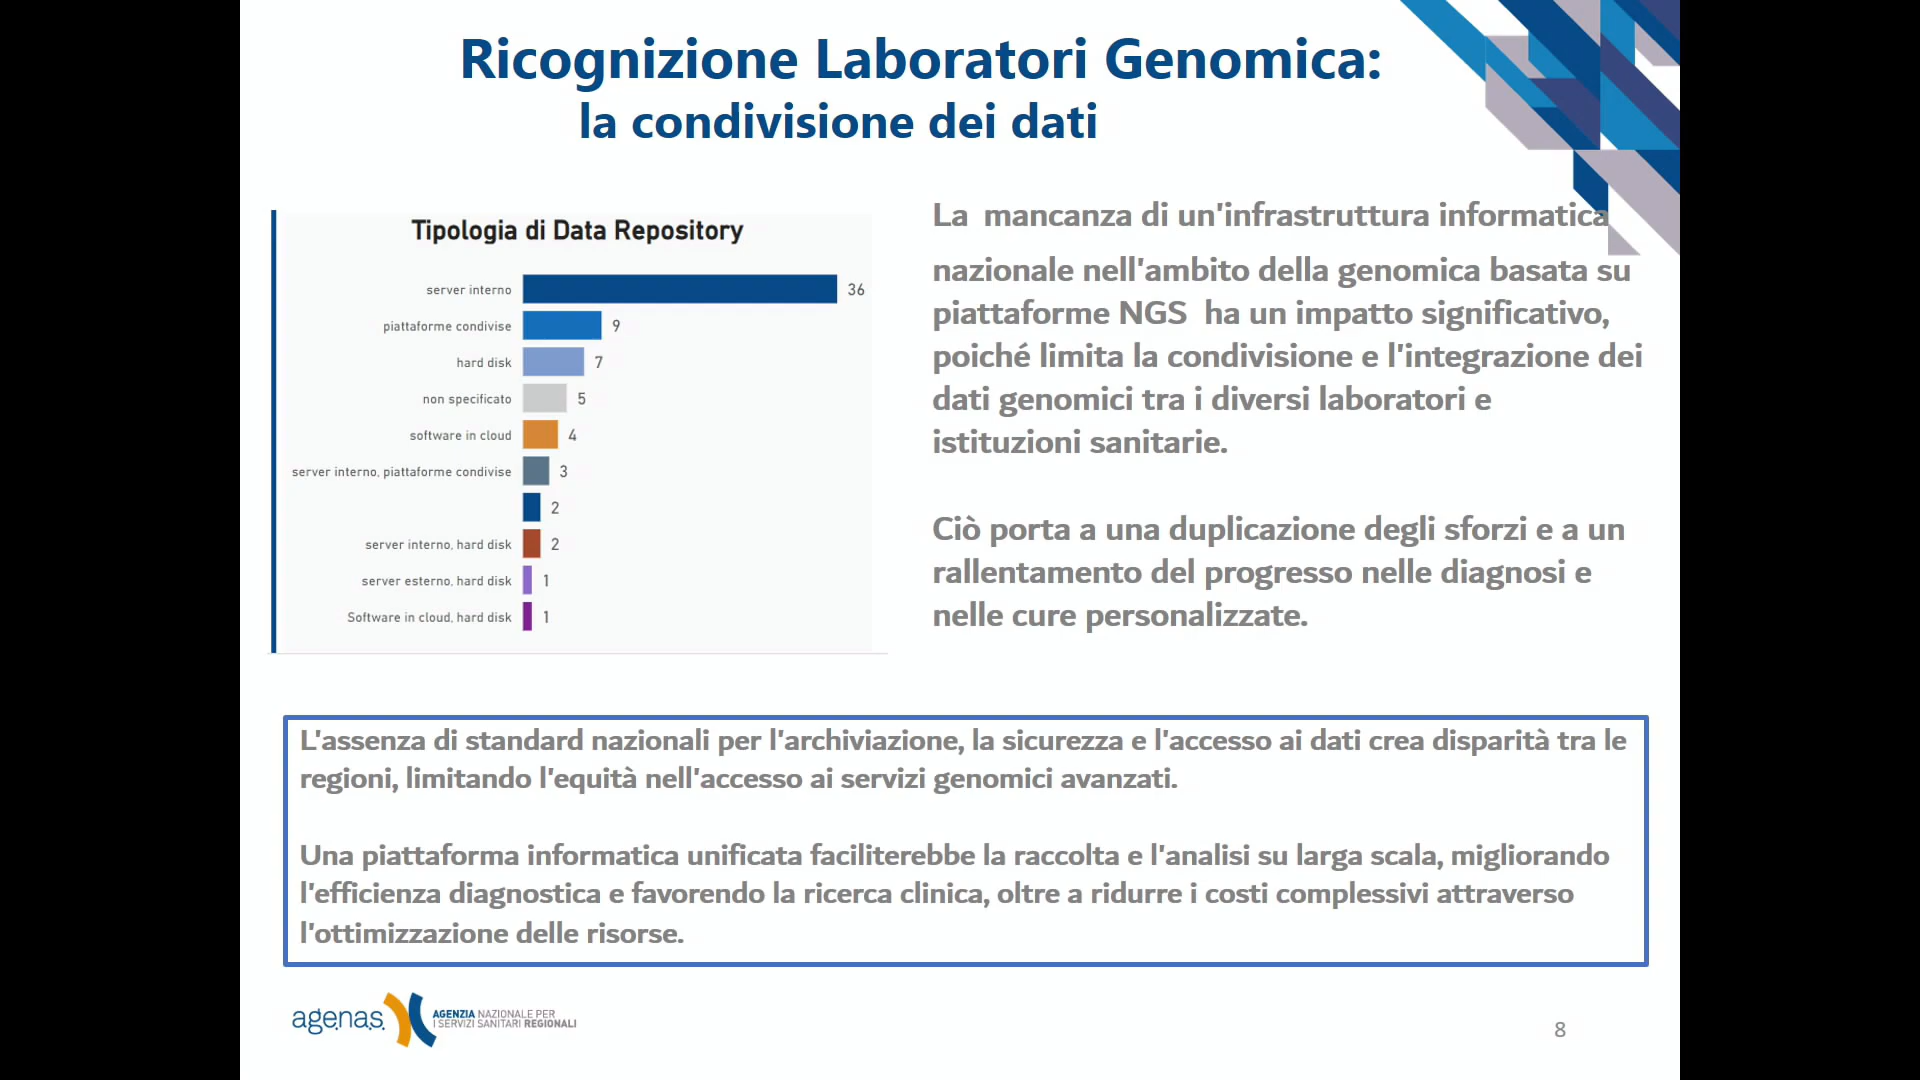 Ricognizione Laboratori Genomica:
la condivisione dei dati
Tipologia di Data Repository
server interno 36
piattaforme condivise 9
hard disk 7
non specificato 5
software in cloud 4
server interno, piattaforme condivise 3
2
server interno, hard disk 2
server esterno, hard disk 1
Software in cloud, hard disk 1
La mancanza di un'infrastruttura informatica
nazionale nell'ambito della genomica basata su
piattaforme NGS ha un impatto significativo,
poiché limita la condivisione e l'integrazione dei
dati genomici tra i diversi laboratori e
istituzioni sanitarie.
Ciò porta a una duplicazione degli sforzi e a un
rallentamento del progresso nelle diagnosi e
nelle cure personalizzate.
L'assenza di standard nazionali per l'archiviazione, la sicurezza e l'accesso ai dati crea disparità tra le
regioni, limitando l'equità nell'accesso ai servizi genomici avanzati.
Una piattaforma informatica unificata faciliterebbe la raccolta e l'analisi su larga scala, migliorando
l'efficienza diagnostica e favorendo la ricerca clinica, oltre a ridurre i costi complessivi attraverso
l'ottimizzazione delle risorse.
age.na.s.
AGENZIA NAZIONALE PER
I SERVIZI SANITARI REGIONALI
8